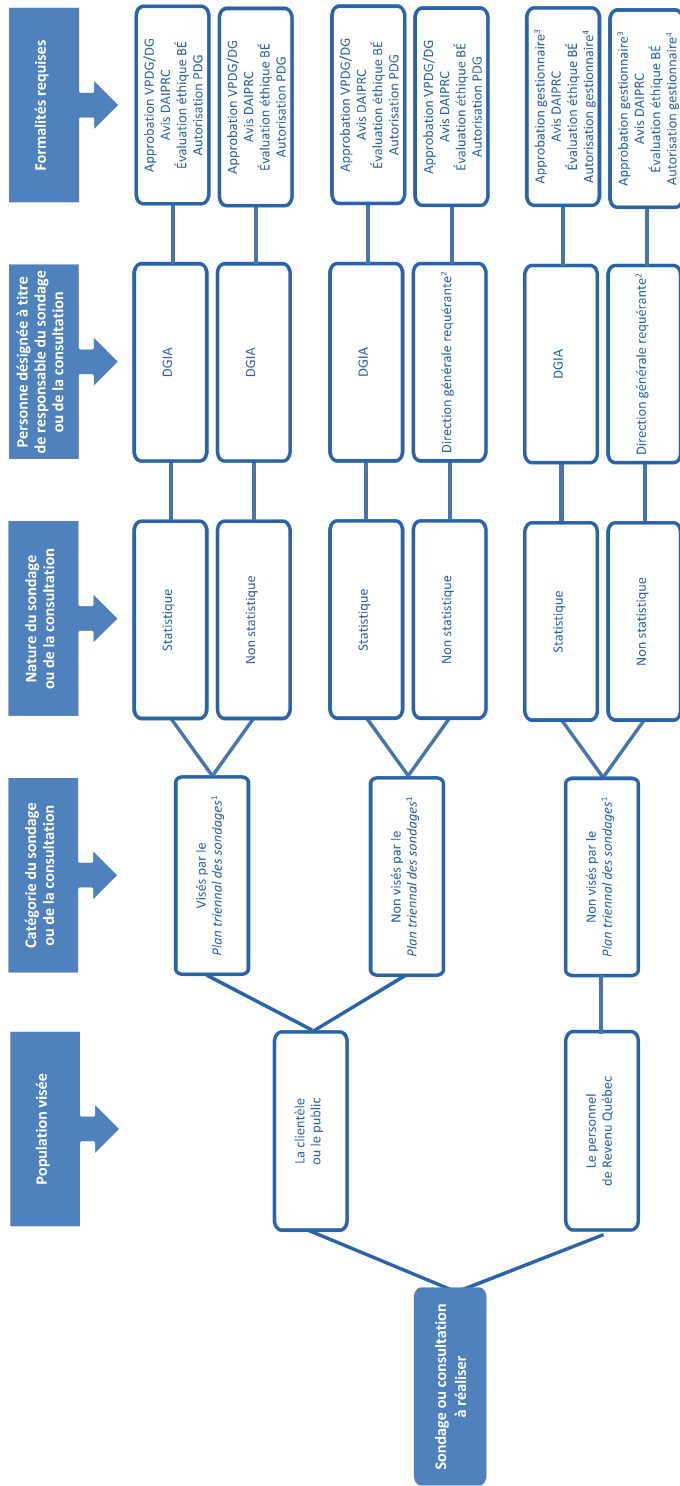 Population visée
Catégorie du sondage
ou de la consultation
Nature du sondage
ou de la consultation
Personne désignée à titre
de responsable du sondage
ou de la consultation
Formalités requises
Sondage ou consultation
à réaliser
La clientèle
ou le public
Visés par le
Plan triennal des sondages¹
Statistique
DGIA
Approbation VPDG/DG
Avis DAIPRC
Évaluation éthique BÉ
Autorisation PDG
Non statistique
DGIA
Approbation VPDG/DG
Avis DAIPRC
Évaluation éthique BÉ
Autorisation PDG
Non visés par le
Plan triennal des sondages¹
Statistique
DGIA
Approbation VPDG/DG
Avis DAIPRC
Évaluation éthique BÉ
Autorisation PDG
Non statistique
Direction générale requérante²
Approbation VPDG/DG
Avis DAIPRC
Évaluation éthique BÉ
Autorisation PDG
Le personnel
de Revenu Québec
Non visés par le
Plan triennal des sondages¹
Statistique
DGIA
Approbation gestionnaire³
Avis DAIPRC
Évaluation éthique BÉ
Autorisation gestionnaire⁴
Non statistique
Direction générale requérante²
Approbation gestionnaire³
Avis DAIPRC
Évaluation éthique BÉ
Autorisation gestionnaire⁴